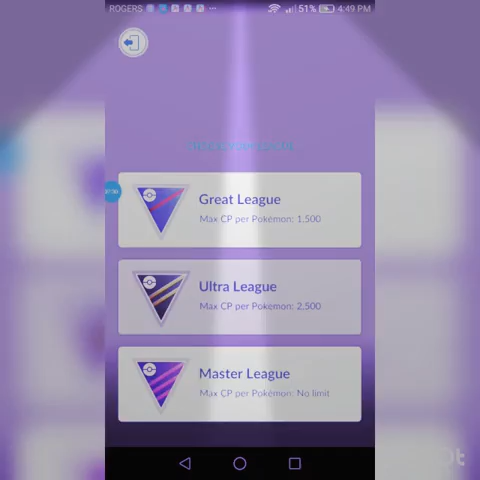 ROGERS 51% 4:49 PM
Great League
Max CP per Pokémon: 1,500
Ultra League
Max CP per Pokémon: 2,500
Master League
Max CP per Pokémon: No limit